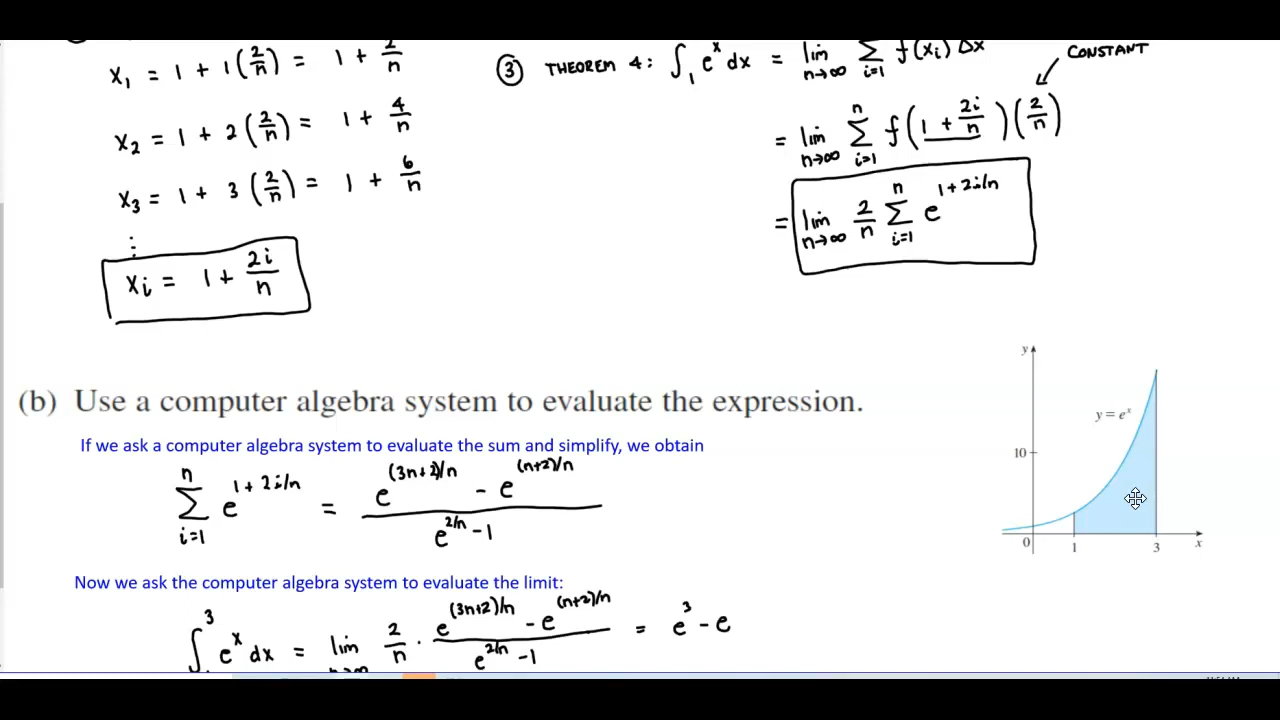 x₁ = 1 + 1(2/n) = 1 + 2/n
x₂ = 1 + 2(2/n) = 1 + 4/n
x₃ = 1 + 3(2/n) = 1 + 6/n
⋮
xᵢ = 1 + 2i/n
③ THEOREM 4: ∫₁ eˣ dx = lim n→∞ Σ i=1 f(xᵢ) Δx
CONSTANT
= lim n→∞ Σ i=1 n f(1 + 2i/n)(2/n)
= lim n→∞ 2/n Σ i=1 n e^(1+2i/n)
(b) Use a computer algebra system to evaluate the expression.
If we ask a computer algebra system to evaluate the sum and simplify, we obtain
Σ i=1 n e^(1+2i/n) = (e^((3n+2)/n) - e^((n+2)/n)) / (e^(2/n) - 1)
Now we ask the computer algebra system to evaluate the limit:
∫ 3 eˣ dx = lim n→∞ 2/n · (e^((3n+2)/n) - e^((n+2)/n)) / (e^(2/n) - 1) = e³ - e
y
y = eˣ
10
0 1 3 x